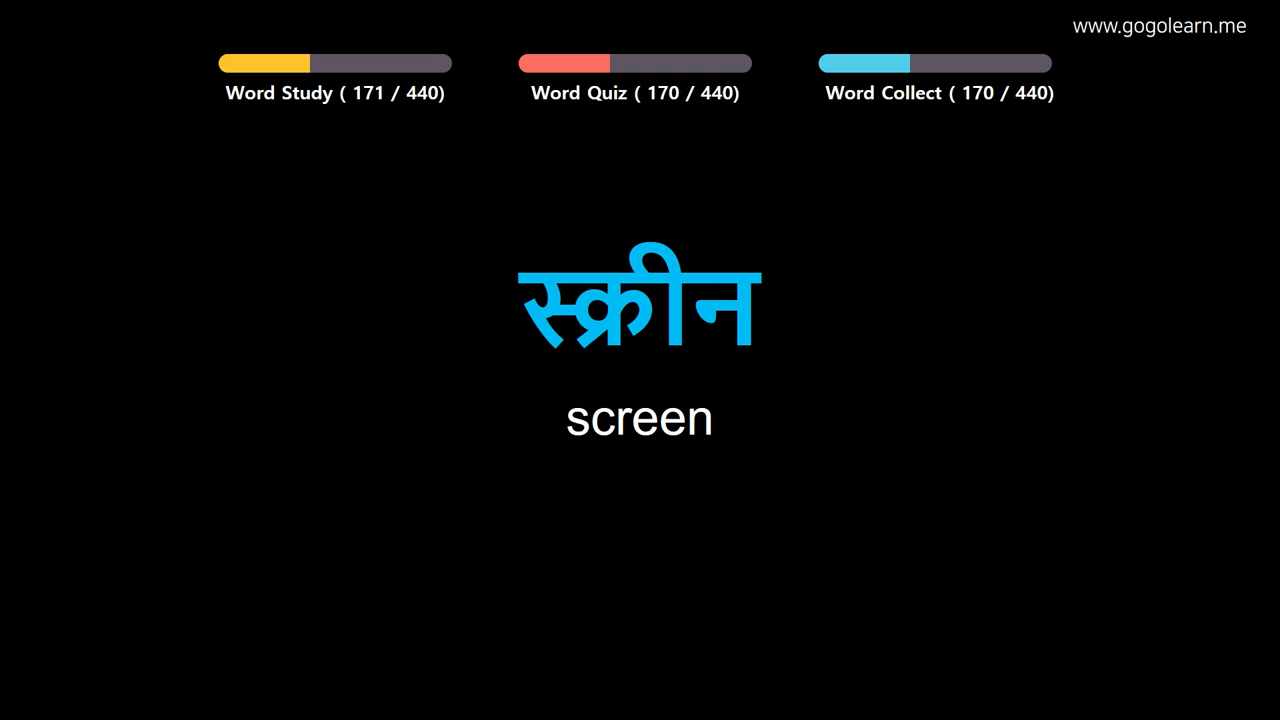 www.gogolearn.me
Word Study ( 171 / 440)
Word Quiz ( 170 / 440)
Word Collect ( 170 / 440)
स्क्रीन
screen